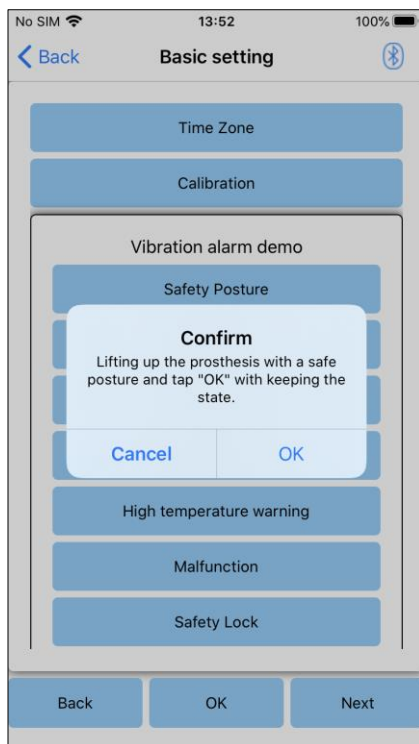 No SIM 13:52 100%
Back Basic setting
Time Zone
Calibration
Vibration alarm demo
Safety Posture
Confirm
Lifting up the prosthesis with a safe
posture and tap "OK" with keeping the
state.
Cancel OK
High temperature warning
Malfunction
Safety Lock
Back OK Next